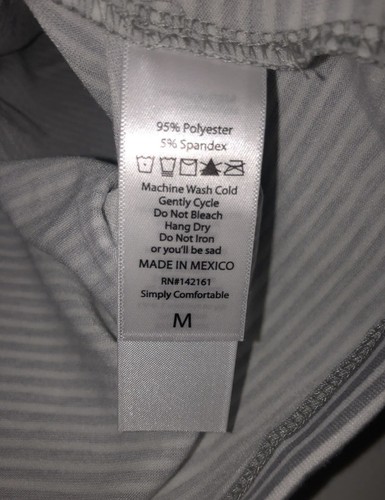 95% Polyester
5% Spandex
Machine Wash Cold
Gently Cycle
Do Not Bleach
Hang Dry
Do Not Iron
or you'll be sad
MADE IN MEXICO
RN#142161
Simply Comfortable
M